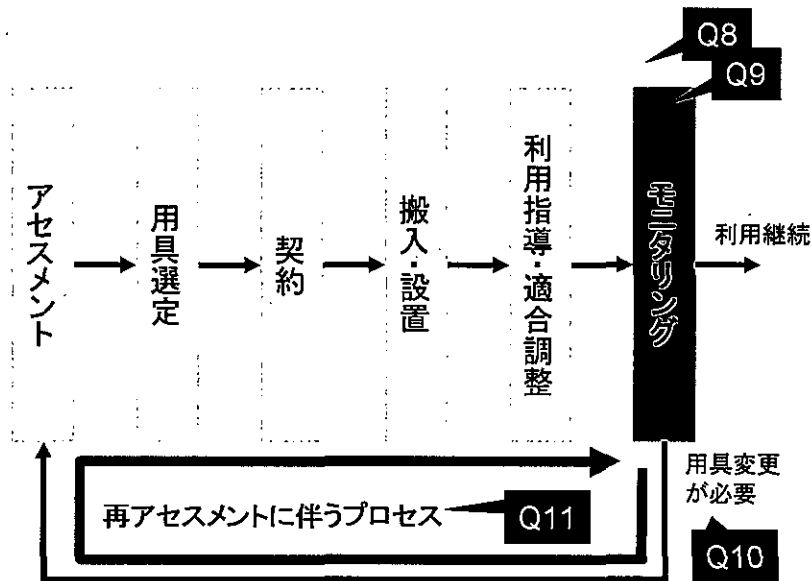 Q8
Q9
アセスメント
用具選定
契約
搬入・設置
利用指導・適合調整
モニタリング
利用継続
用具変更
が必要
再アセスメントに伴うプロセス
Q11
Q10